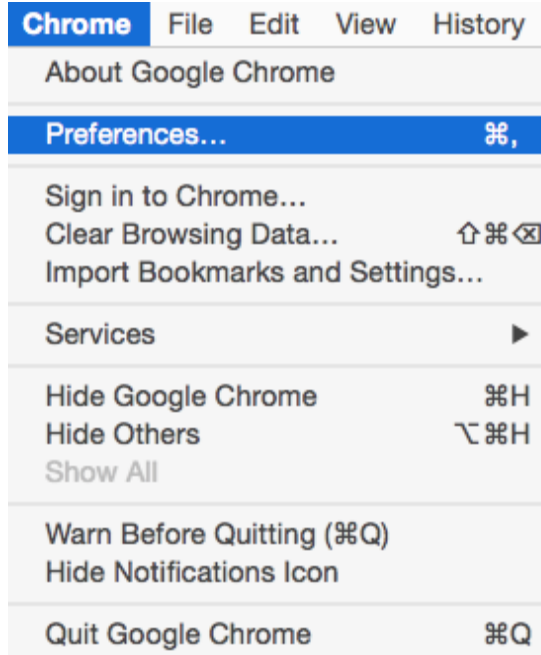 Chrome File Edit View History
About Google Chrome
Preferences... ⌘,
Sign in to Chrome...
Clear Browsing Data... ⇧⌘⌫
Import Bookmarks and Settings...
Services ▶
Hide Google Chrome ⌘H
Hide Others ⌥⌘H
Show All
Warn Before Quitting (⌘Q)
Hide Notifications Icon
Quit Google Chrome ⌘Q